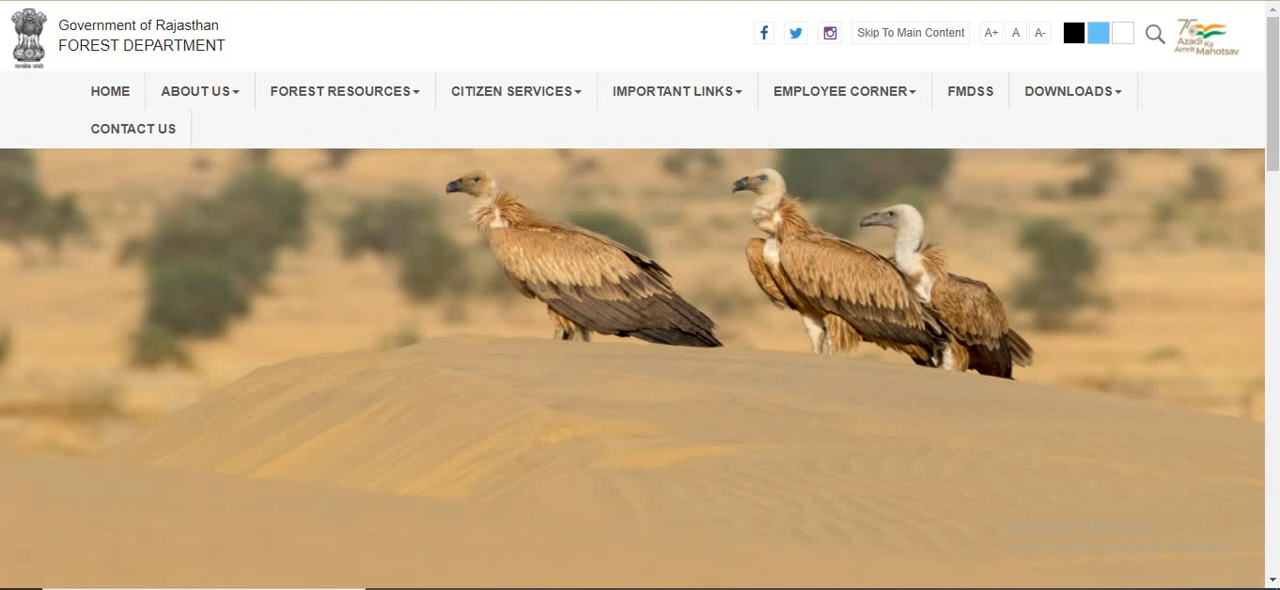 Government of Rajasthan
FOREST DEPARTMENT
Skip To Main Content A+ A A-
Azadi Ka
Amrit Mahotsav
HOME ABOUT US FOREST RESOURCES CITIZEN SERVICES IMPORTANT LINKS EMPLOYEE CORNER FMDSS DOWNLOADS
CONTACT US